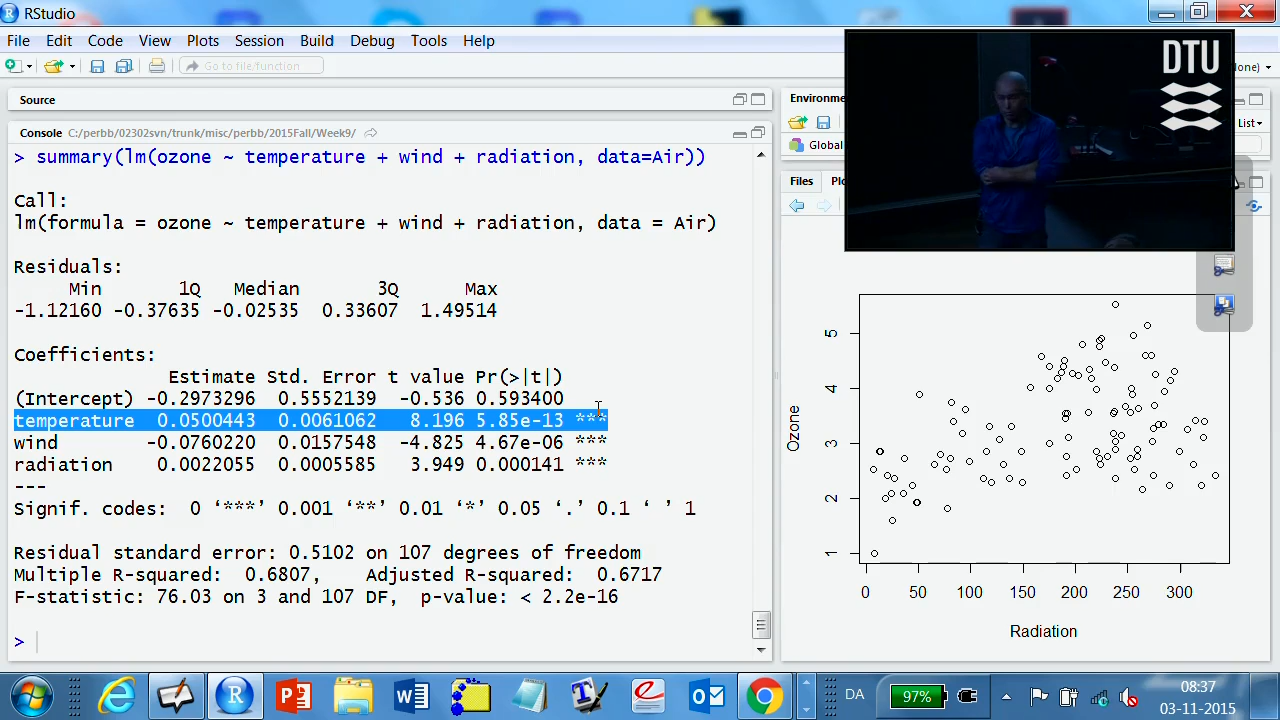 RStudio
File Edit Code View Plots Session Build Debug Tools Help
Go to file/function
Source
Console C:/perbb/02302svn/trunk/misc/perbb/2015Fall/Week9/
> summary(lm(ozone ~ temperature + wind + radiation, data=Air))
Call:
lm(formula = ozone ~ temperature + wind + radiation, data = Air)
Residuals:
Min 1Q Median 3Q Max
-1.12160 -0.37635 -0.02535 0.33607 1.49514
Coefficients:
Estimate Std. Error t value Pr(>|t|)
(Intercept) -0.2973296 0.5552139 -0.536 0.593400
temperature 0.0500443 0.0061062 8.196 5.85e-13 ***
wind -0.0760220 0.0157548 -4.825 4.67e-06 ***
radiation 0.0022055 0.0005585 3.949 0.000141 ***
---
Signif. codes: 0 ‘***’ 0.001 ‘**’ 0.01 ‘*’ 0.05 ‘.’ 0.1 ‘ ’ 1
Residual standard error: 0.5102 on 107 degrees of freedom
Multiple R-squared: 0.6807, Adjusted R-squared: 0.6717
F-statistic: 76.03 on 3 and 107 DF, p-value: < 2.2e-16
>
DTU
one)
Environme
List
Global
Files Plo
Ozone
5
4
3
2
1
0 50 100 150 200 250 300
Radiation
DA
97%
08:37
03-11-2015